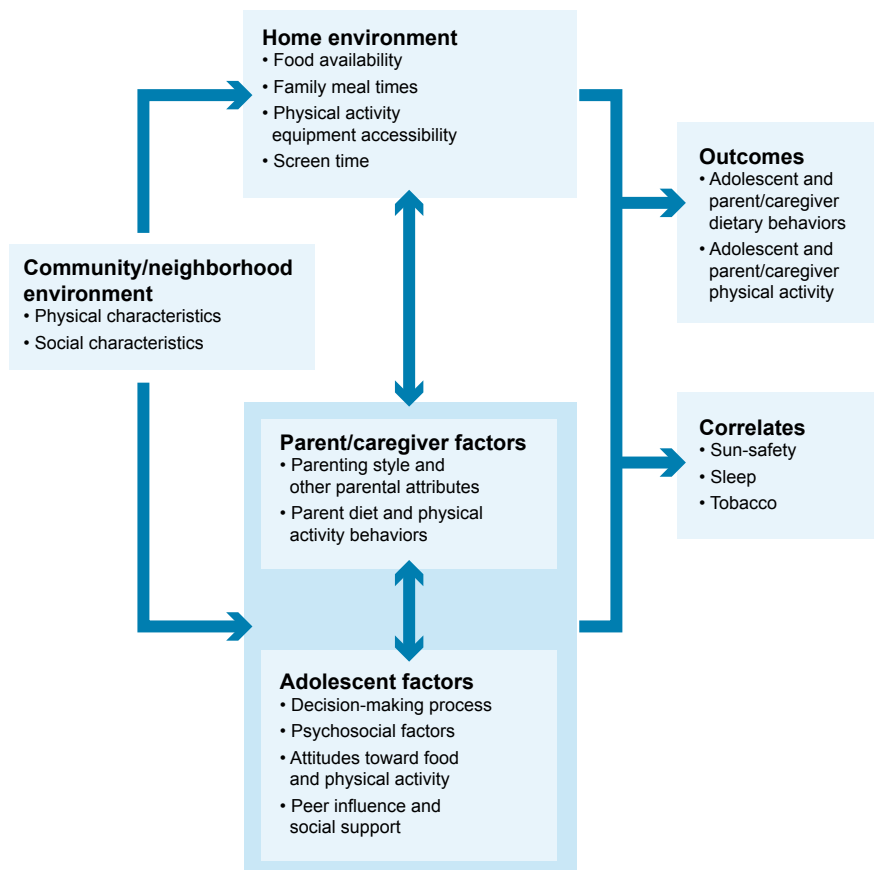 Home environment
• Food availability
• Family meal times
• Physical activity
equipment accessibility
• Screen time
Community/neighborhood
environment
• Physical characteristics
• Social characteristics
Parent/caregiver factors
• Parenting style and
other parental attributes
• Parent diet and physical
activity behaviors
Adolescent factors
• Decision-making process
• Psychosocial factors
• Attitudes toward food
and physical activity
• Peer influence and
social support
Outcomes
• Adolescent and
parent/caregiver
dietary behaviors
• Adolescent and
parent/caregiver
physical activity
Correlates
• Sun-safety
• Sleep
• Tobacco